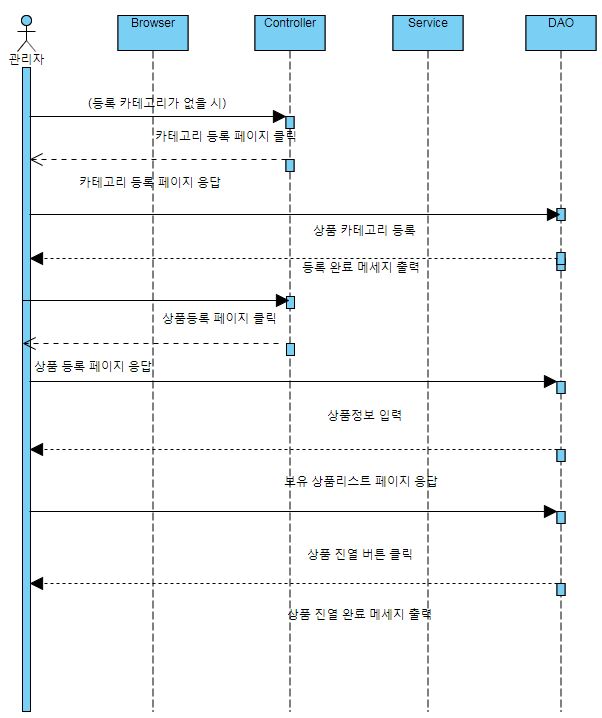 Browser
Controller
Service
DAO
관리자
(등록 카테고리가 없을 시)
카테고리 등록 페이지 클릭
카테고리 등록 페이지 응답
상품 카테고리 등록
등록 완료 메세지 출력
상품등록 페이지 클릭
상품 등록 페이지 응답
상품정보 입력
보유 상품리스트 페이지 응답
상품 진열 버튼 클릭
상품 진열 완료 메세지 출력